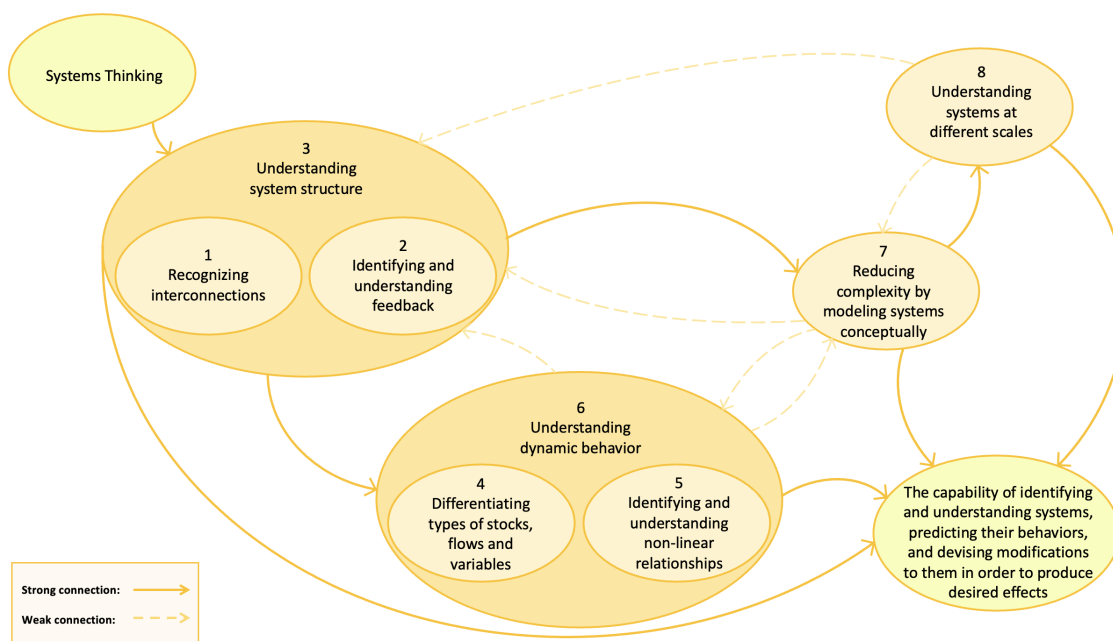 Systems Thinking
3
Understanding
system structure
1
Recognizing
interconnections
2
Identifying and
understanding
feedback
8
Understanding
systems at
different scales
7
Reducing
complexity by
modeling systems
conceptually
6
Understanding
dynamic behavior
4
Differentiating
types of stocks,
flows and
variables
5
Identifying and
understanding
non-linear
relationships
The capability of identifying
and understanding systems,
predicting their behaviors,
and devising modifications
to them in order to produce
desired effects
Strong connection:
Weak connection: